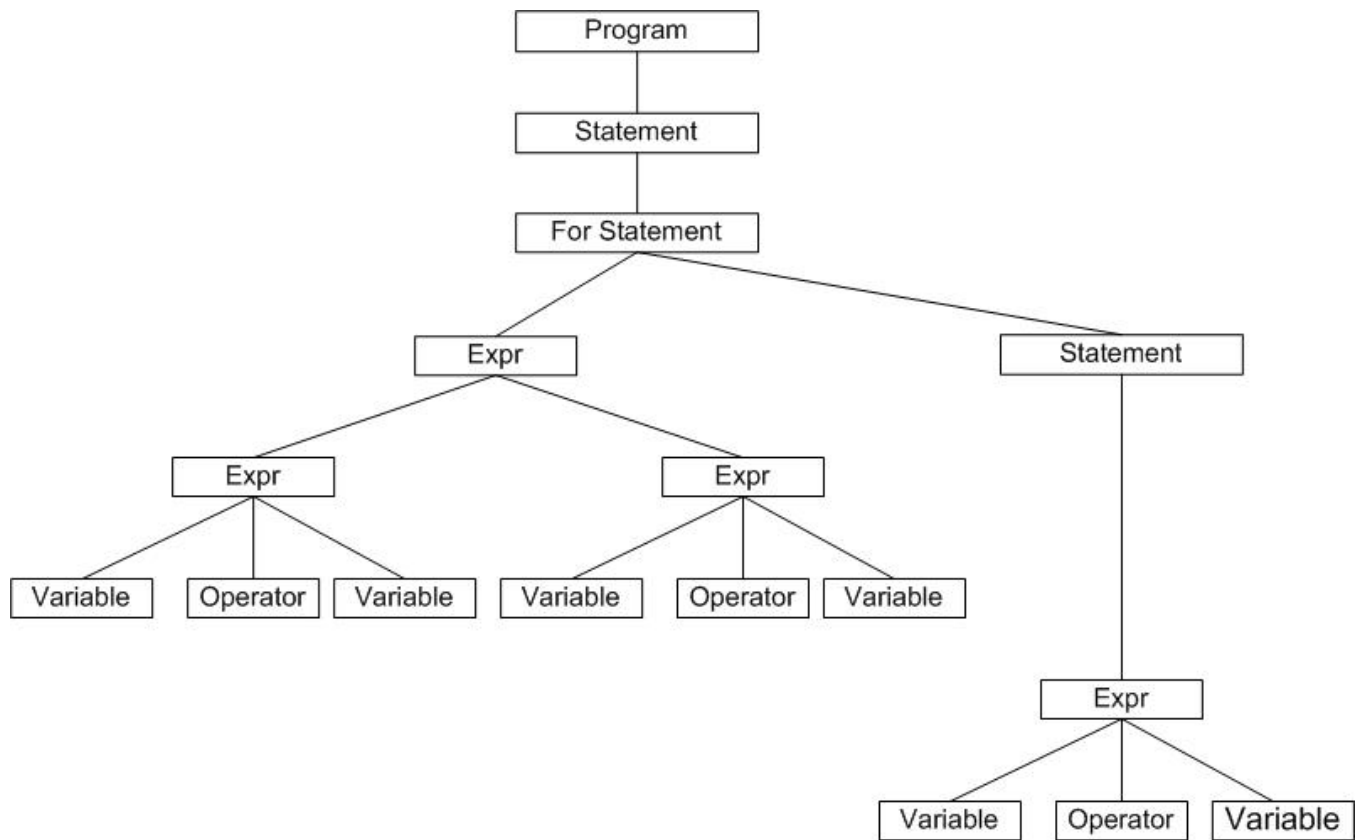 Program
Statement
For Statement
Expr
Statement
Expr
Expr
Variable
Operator
Variable
Variable
Operator
Variable
Expr
Variable
Operator
Variable